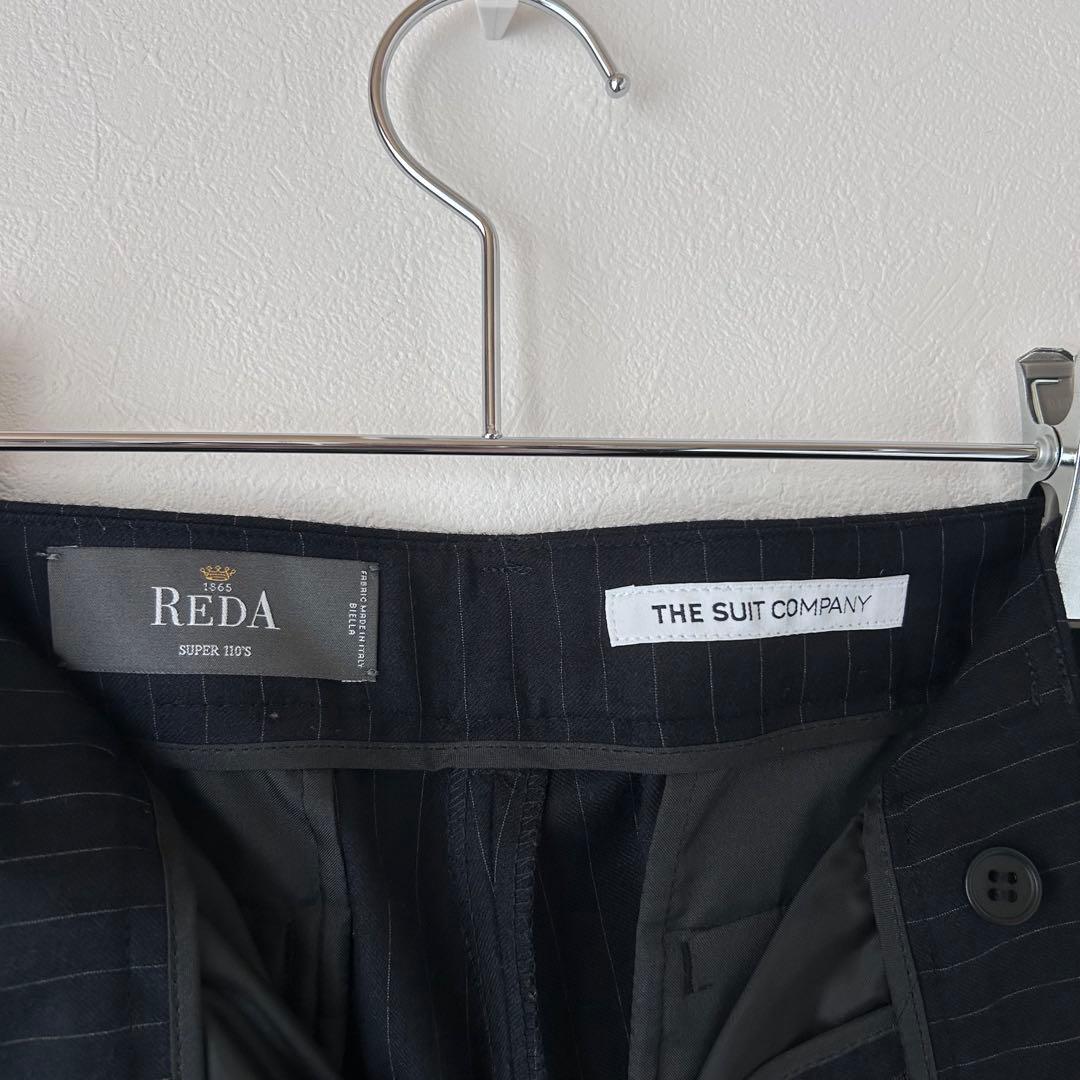 1865
REDA
SUPER 110'S
FABRIC MADE IN ITALY
BIELLA
THE SUIT COMPANY